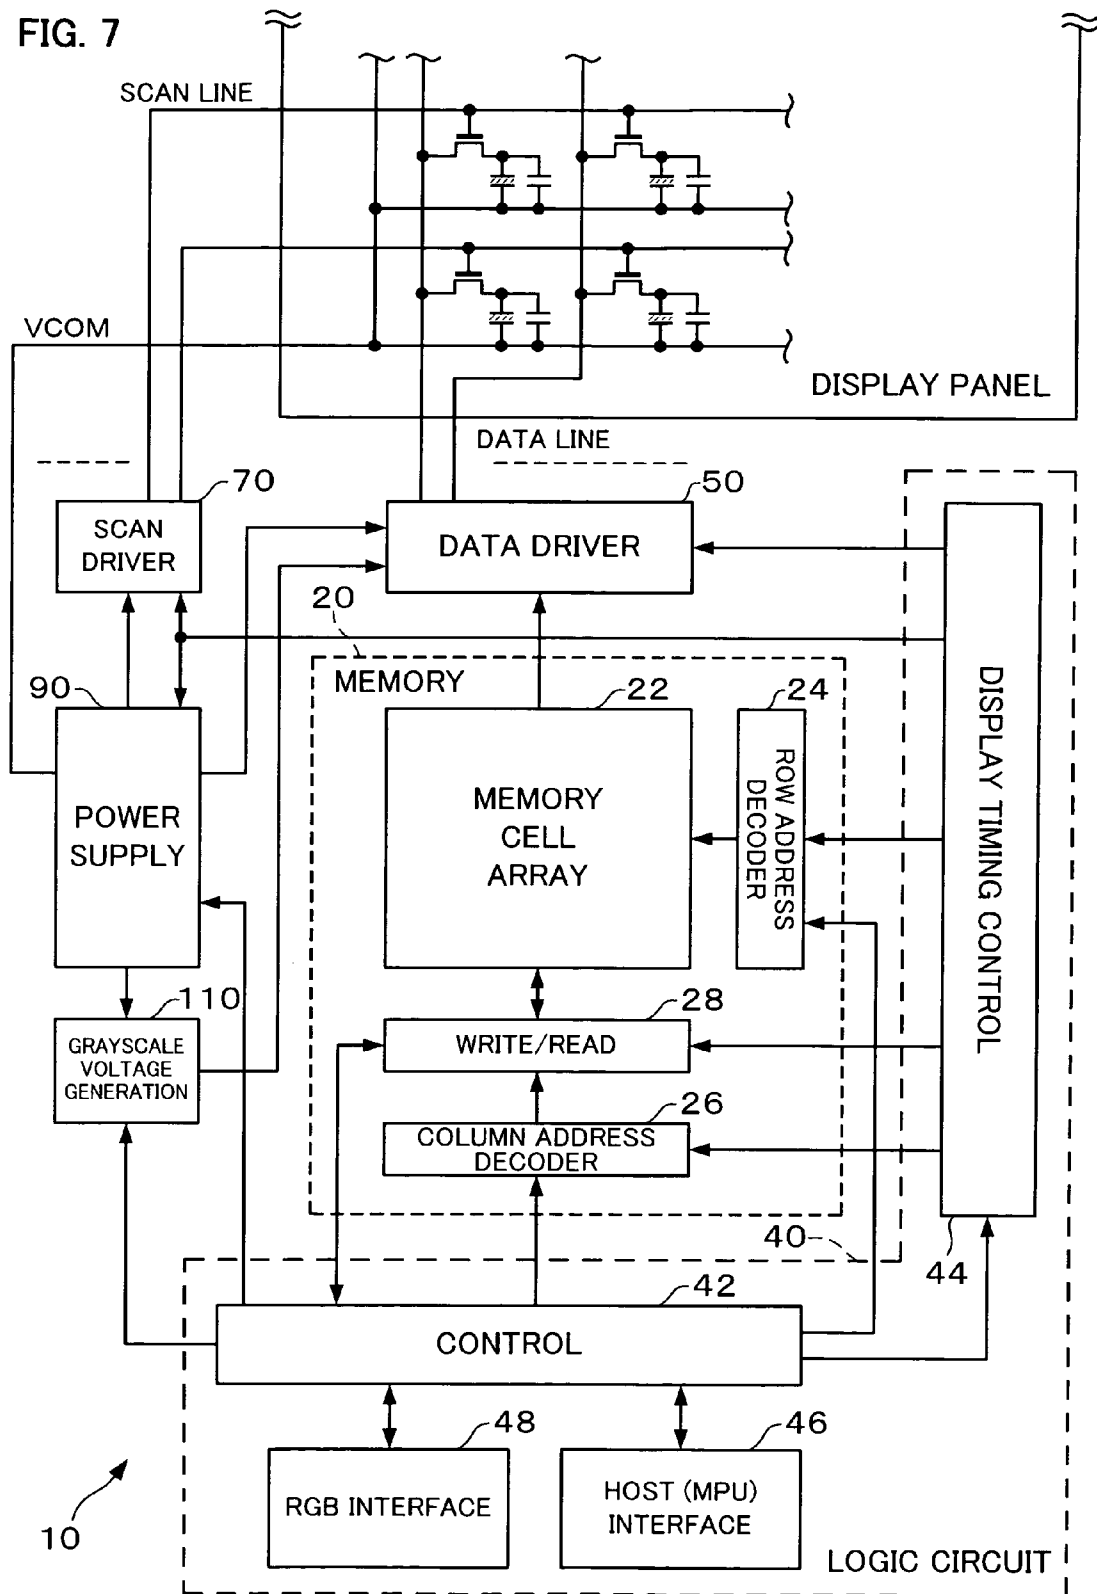 FIG. 7
SCAN LINE
VCOM
DISPLAY PANEL
DATA LINE
70
50
SCAN
DRIVER
DATA DRIVER
20
MEMORY
90
22
24
POWER
SUPPLY
MEMORY
CELL
ARRAY
ROW ADDRESS
DECODER
DISPLAY TIMING CONTROL
110
28
GRAYSCALE
VOLTAGE
GENERATION
WRITE/READ
26
COLUMN ADDRESS
DECODER
40
44
42
CONTROL
48
46
RGB INTERFACE
HOST (MPU)
INTERFACE
10
LOGIC CIRCUIT